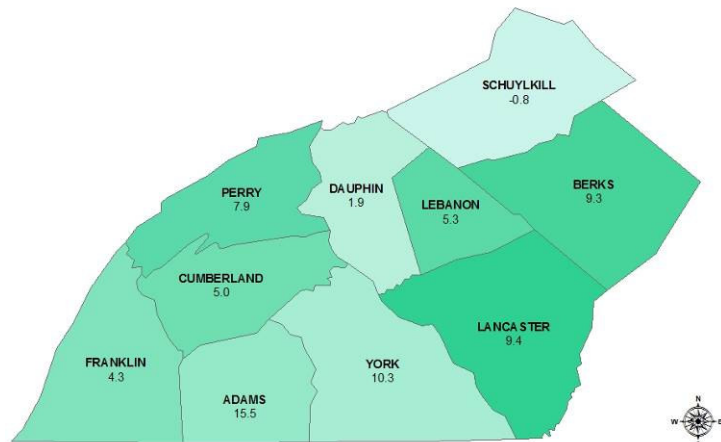 SCHUYLKILL
-0.8
BERKS
9.3
DAUPHIN
1.9
PERRY
7.9
LEBANON
5.3
CUMBERLAND
5.0
LANCASTER
9.4
FRANKLIN
4.3
YORK
10.3
ADAMS
15.5
N
W
E
S